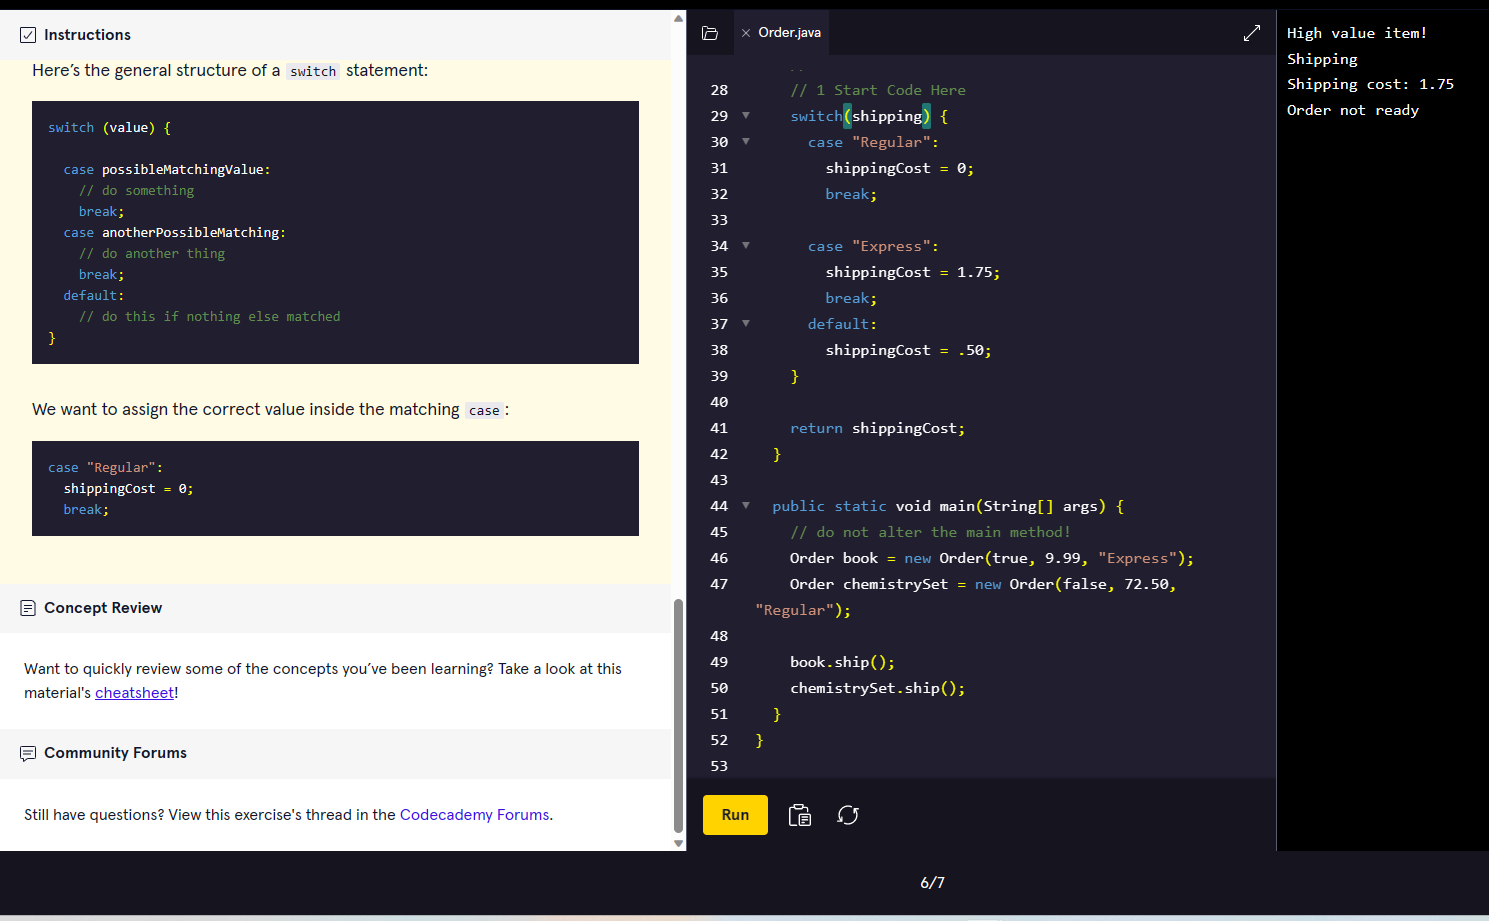 Instructions
Here's the general structure of a switch statement:
switch (value) {
case possibleMatchingValue:
// do something
break;
case anotherPossibleMatching:
// do another thing
break;
default:
// do this if nothing else matched
}
We want to assign the correct value inside the matching case:
case "Regular":
shippingCost = 0;
break;
Concept Review
Want to quickly review some of the concepts you've been learning? Take a look at this
material's cheatsheet!
Community Forums
Still have questions? View this exercise's thread in the Codecademy Forums.
× Order.java
28 // 1 Start Code Here
29 switch(shipping) {
30 case "Regular":
31 shippingCost = 0;
32 break;
33
34 case "Express":
35 shippingCost = 1.75;
36 break;
37 default:
38 shippingCost = .50;
39 }
40
41 return shippingCost;
42 }
43
44 public static void main(String[] args) {
45 // do not alter the main method!
46 Order book = new Order(true, 9.99, "Express");
47 Order chemistrySet = new Order(false, 72.50,
"Regular");
48
49 book.ship();
50 chemistrySet.ship();
51 }
52 }
53
Run
High value item!
Shipping
Shipping cost: 1.75
Order not ready
6/7